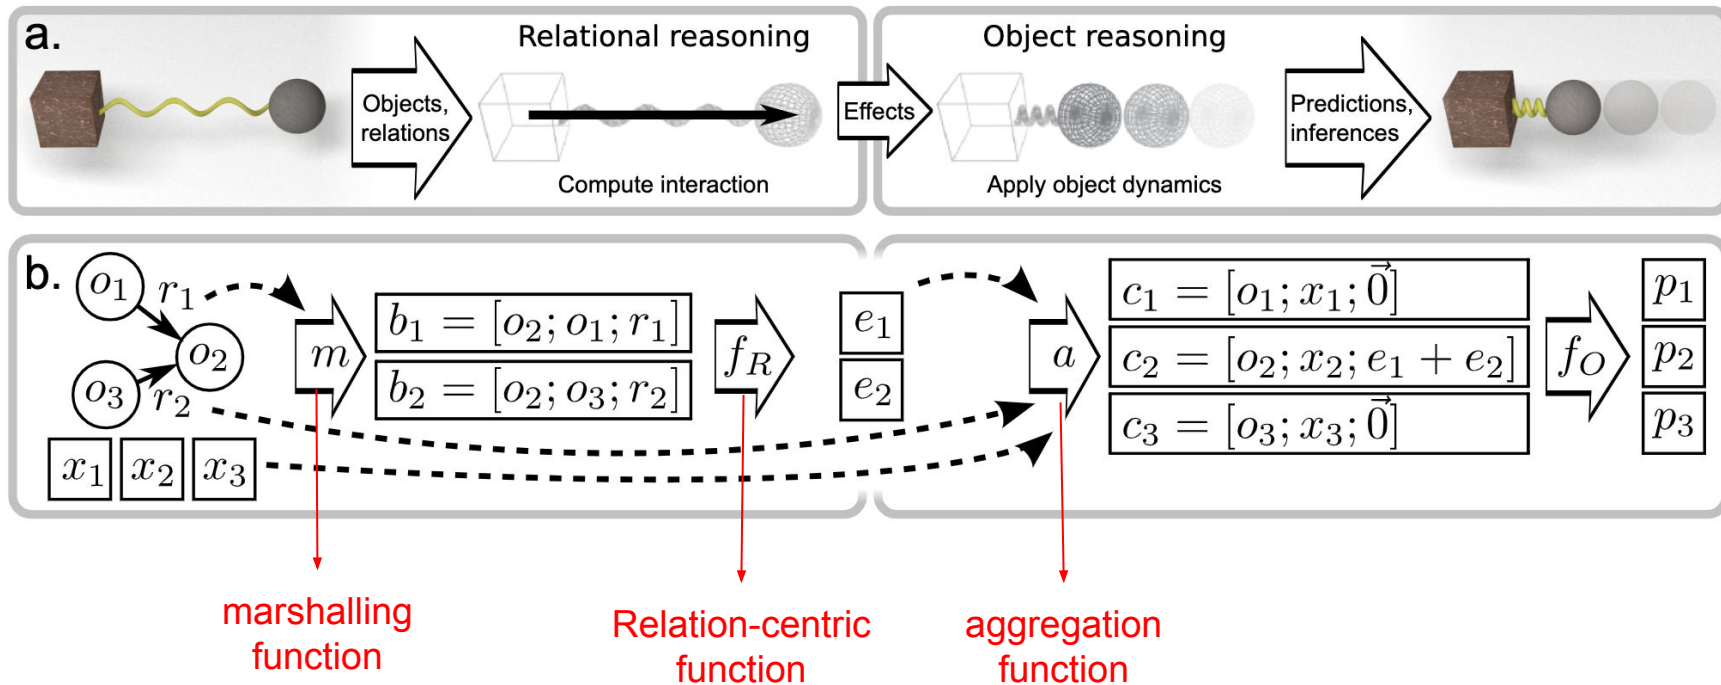 a.
Relational reasoning
Object reasoning
Objects,
relations
Effects
Predictions,
inferences
Compute interaction
Apply object dynamics
b.
o₁
r₁
o₂
o₃
r₂
x₁ x₂ x₃
m
b₁ = [o₂; o₁; r₁]
b₂ = [o₂; o₃; r₂]
f_R
e₁
e₂
a
c₁ = [o₁; x₁; 0⃗]
c₂ = [o₂; x₂; e₁ + e₂]
c₃ = [o₃; x₃; 0⃗]
f_O
p₁
p₂
p₃
marshalling
function
Relation-centric
function
aggregation
function